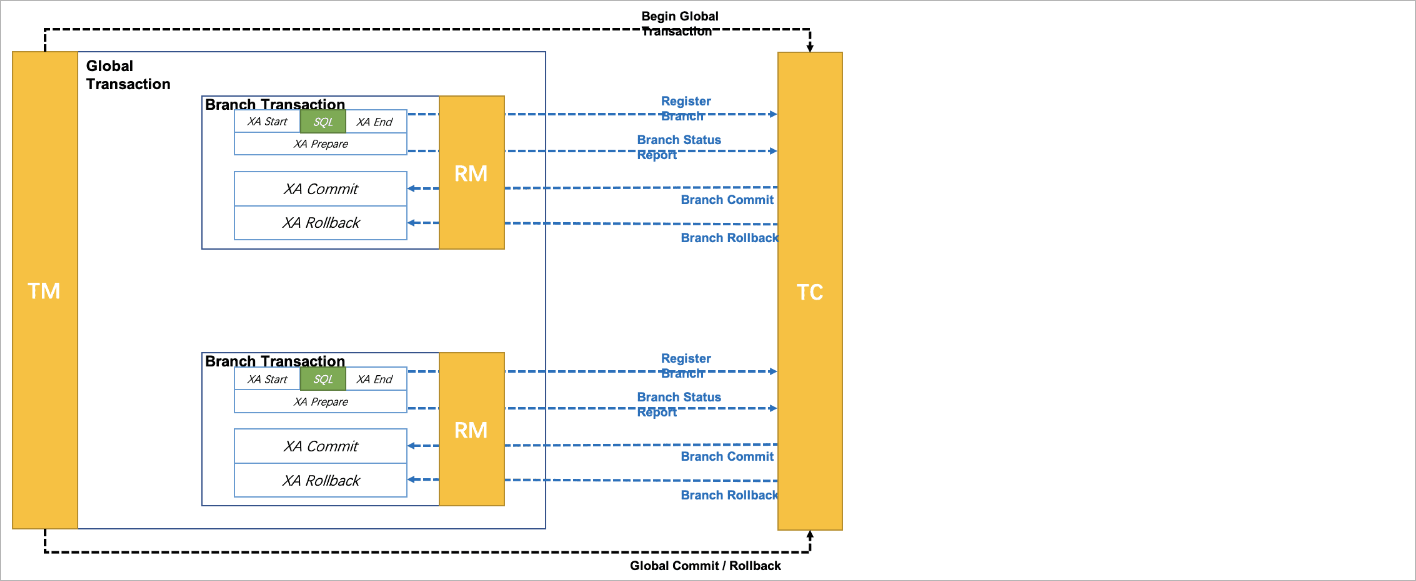 Begin Global
Transaction
Global
Transaction
Branch Transaction
XA Start SQL XA End
XA Prepare
XA Commit
XA Rollback
RM
Register
Branch
Branch Status
Report
Branch Commit
Branch Rollback
TM
TC
Branch Transaction
XA Start SQL XA End
XA Prepare
XA Commit
XA Rollback
RM
Register
Branch
Branch Status
Report
Branch Commit
Branch Rollback
Global Commit / Rollback